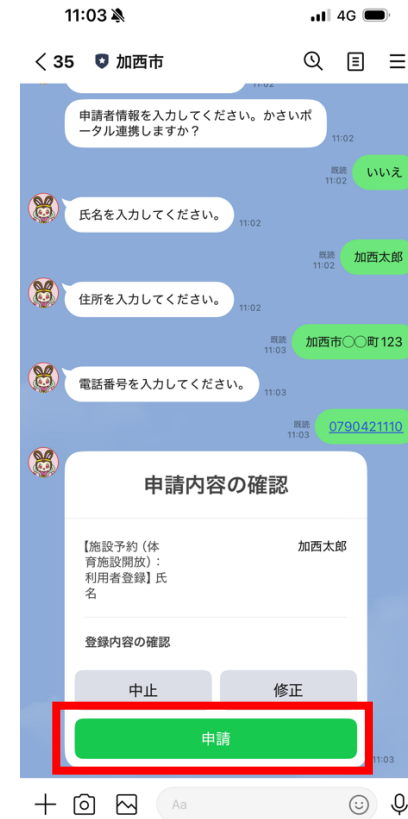 11:03
4G
35
加西市
申請者情報を入力してください。かさいポ
ータル連携しますか？
11:02
既読
11:02
いいえ
氏名を入力してください。
11:02
既読
11:02
加西太郎
住所を入力してください。
11:02
既読
11:03
加西市〇〇町123
電話番号を入力してください。
11:03
既読
11:03
0790421110
申請内容の確認
【施設予約（体
育施設開放）：
利用者登録】氏
名
加西太郎
登録内容の確認
中止
修正
申請
11:03
Aa